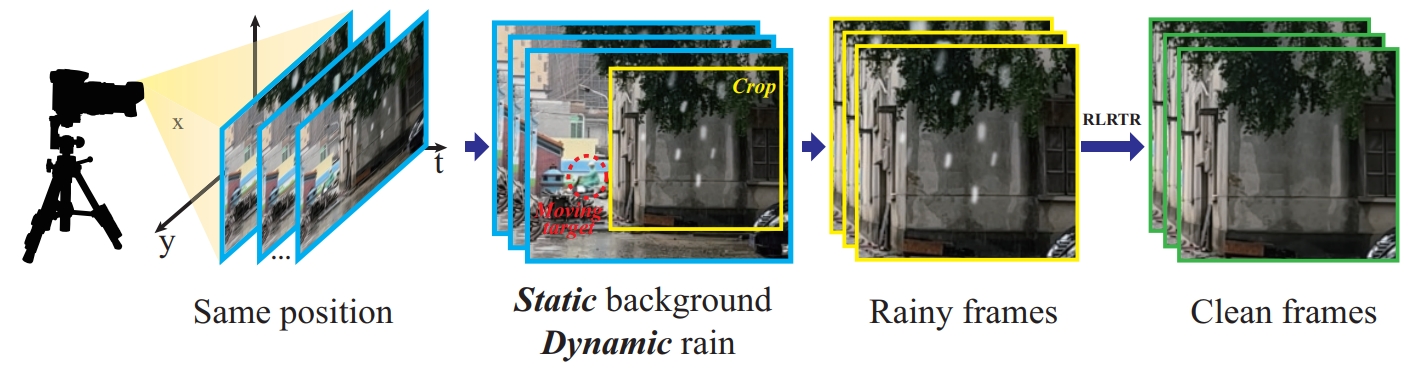 x
y
t
...
Same position
Crop
Moving
target
Static background
Dynamic rain
Rainy frames
RLRTR
Clean frames